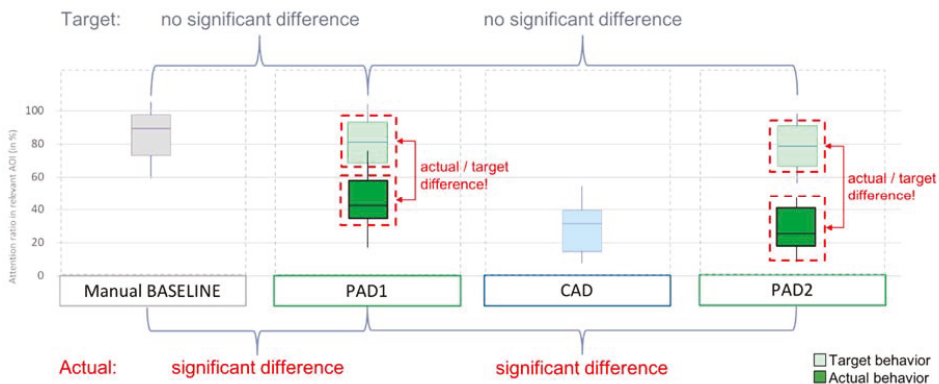 Target: no significant difference no significant difference
Attention ratio in relevant AOI (in %)
100
80
60
40
20
0
actual / target
difference!
actual / target
difference!
Manual BASELINE PAD1 CAD PAD2
Actual: significant difference significant difference
Target behavior
Actual behavior